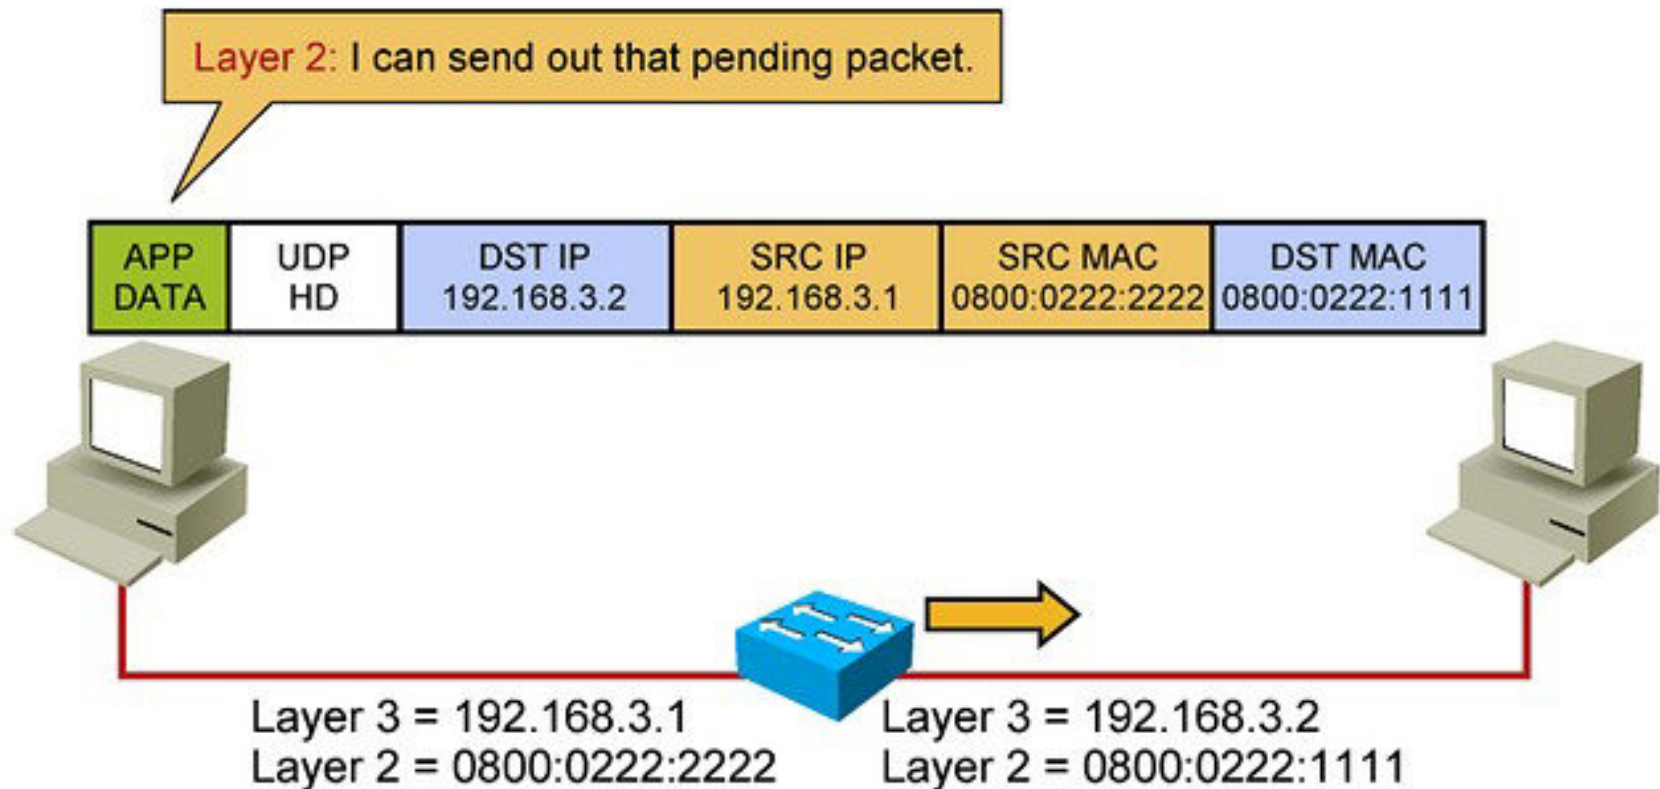 Layer 2: I can send out that pending packet.
APP
DATA
UDP
HD
DST IP
192.168.3.2
SRC IP
192.168.3.1
SRC MAC
0800:0222:2222
DST MAC
0800:0222:1111
Layer 3 = 192.168.3.1
Layer 2 = 0800:0222:2222
Layer 3 = 192.168.3.2
Layer 2 = 0800:0222:1111